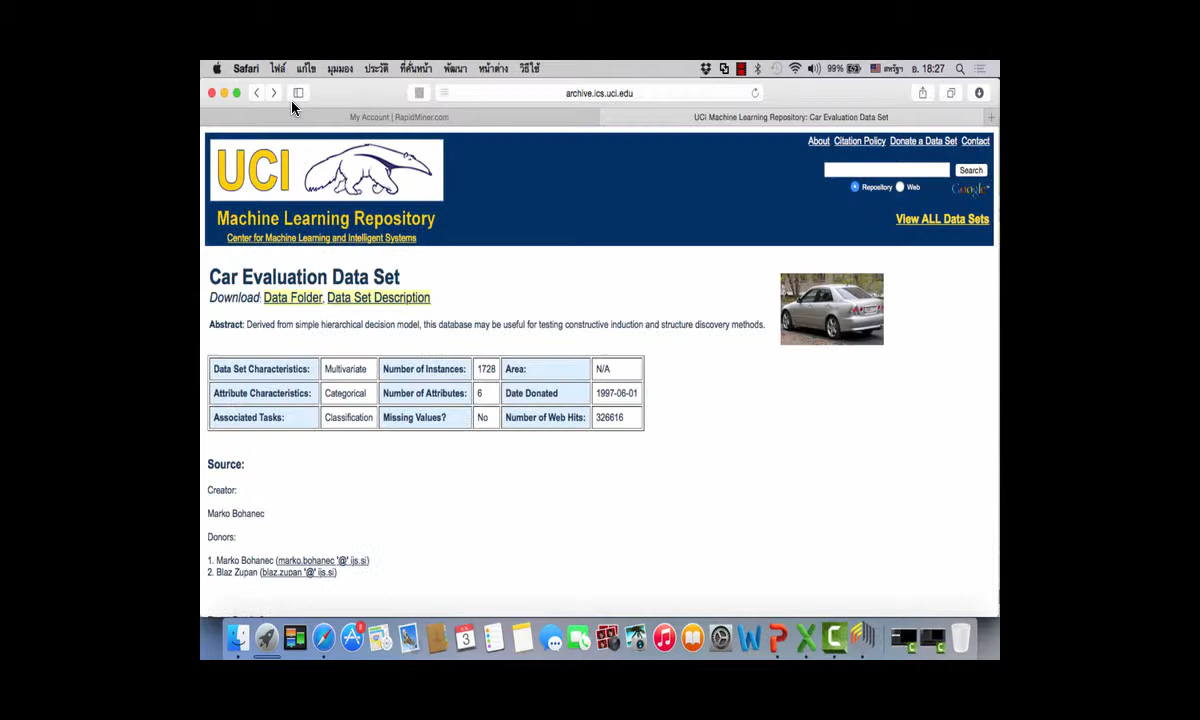 Safari ไฟล์ แก้ไข มุมมอง ประวัติ ที่คั่นหน้า พัฒนา หน้าต่าง วิธีใช้ 99% สหรัฐฯ อ. 18:27
archive.ics.uci.edu
My Account | RapidMiner.com
UCI Machine Learning Repository: Car Evaluation Data Set
About Citation Policy Donate a Data Set Contact
UCI
Search
Repository Web Google
Machine Learning Repository
View ALL Data Sets
Center for Machine Learning and Intelligent Systems
Car Evaluation Data Set
Download: Data Folder, Data Set Description
Abstract: Derived from simple hierarchical decision model, this database may be useful for testing constructive induction and structure discovery methods.
Data Set Characteristics: Multivariate Number of Instances: 1728 Area: N/A
Attribute Characteristics: Categorical Number of Attributes: 6 Date Donated 1997-06-01
Associated Tasks: Classification Missing Values? No Number of Web Hits: 326616
Source:
Creator:
Marko Bohanec
Donors:
1. Marko Bohanec (marko.bohanec '@' ijs.si)
2. Blaz Zupan (blaz.zupan '@' ijs.si)
3